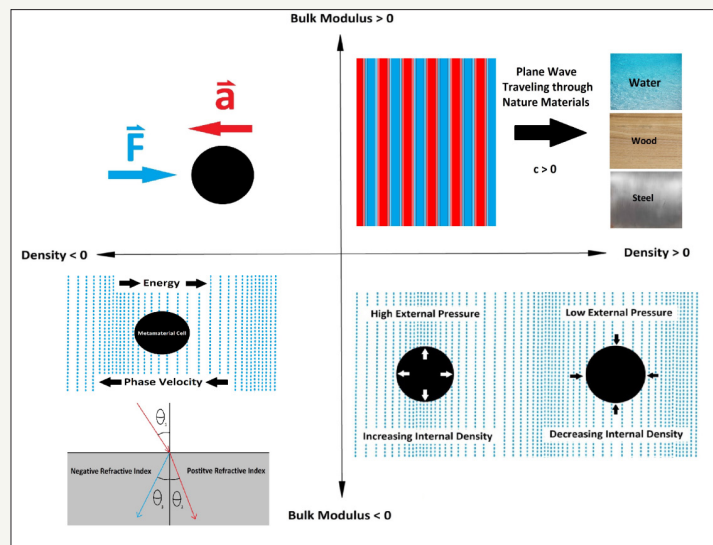 Bulk Modulus > 0
a
F
Plane Wave
Traveling through
Nature Materials
c > 0
Water
Wood
Steel
Density < 0
Density > 0
Energy
Metamaterial Cell
Phase Velocity
High External Pressure
Increasing Internal Density
Low External Pressure
Decreasing Internal Density
Θ
Negative Refractive Index
Postitve Refractive Index
Θ
Θ
Bulk Modulus < 0